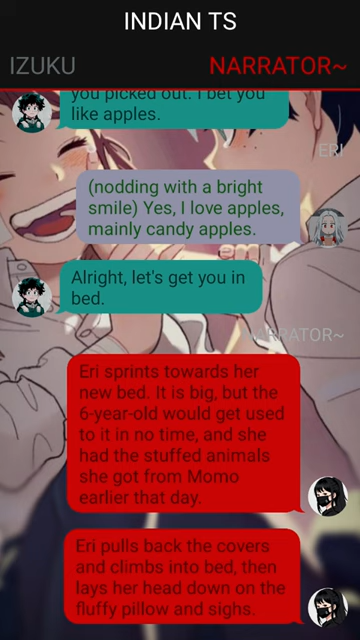 INDIAN TS
IZUKU
NARRATOR~
you picked out. I bet you
like apples.
ERI
(nodding with a bright
smile) Yes, I love apples,
mainly candy apples.
Alright, let's get you in
bed.
NARRATOR~
Eri sprints towards her
new bed. It is big, but the
6-year-old would get used
to it in no time, and she
had the stuffed animals
she got from Momo
earlier that day.
Eri pulls back the covers
and climbs into bed, then
lays her head down on the
fluffy pillow and sighs.